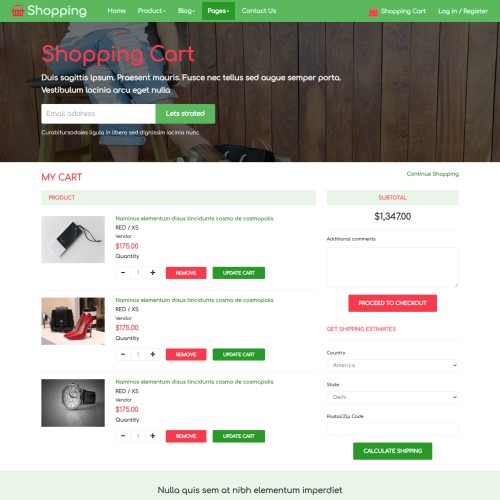 Shopping
Home Product Blog Pages Contact Us
Shopping Cart Log in / Register
Shopping Cart
Duis sagittis ipsum. Praesent mauris. Fusce nec tellus sed augue semper porta.
Vestibulum lacinia arcu eget nulla
Email address
Lets strated
Curabitursodales ligula in libero sed dignissim lacinia nunc.
MY CART
Continue Shopping
PRODUCT
Naminos elementum disus tincidunts cosmo de cosmopolis
RED / XS
Vendor
$175.00
Quantity
- 1 +
REMOVE
UPDATE CART
Naminos elementum disus tincidunts cosmo de cosmopolis
RED / XS
Vendor
$175.00
Quantity
- 1 +
REMOVE
UPDATE CART
Naminos elementum disus tincidunts cosmo de cosmopolis
RED / XS
Vendor
$175.00
Quantity
- 1 +
REMOVE
UPDATE CART
SUBTOTAL
$1,347.00
Additional comments
PROCEED TO CHECKOUT
GET SHIPPING ESTIMATES
Country
America
State
Delhi
Postal/Zip Code
CALCULATE SHIPPING
Nulla quis sem at nibh elementum imperdiet